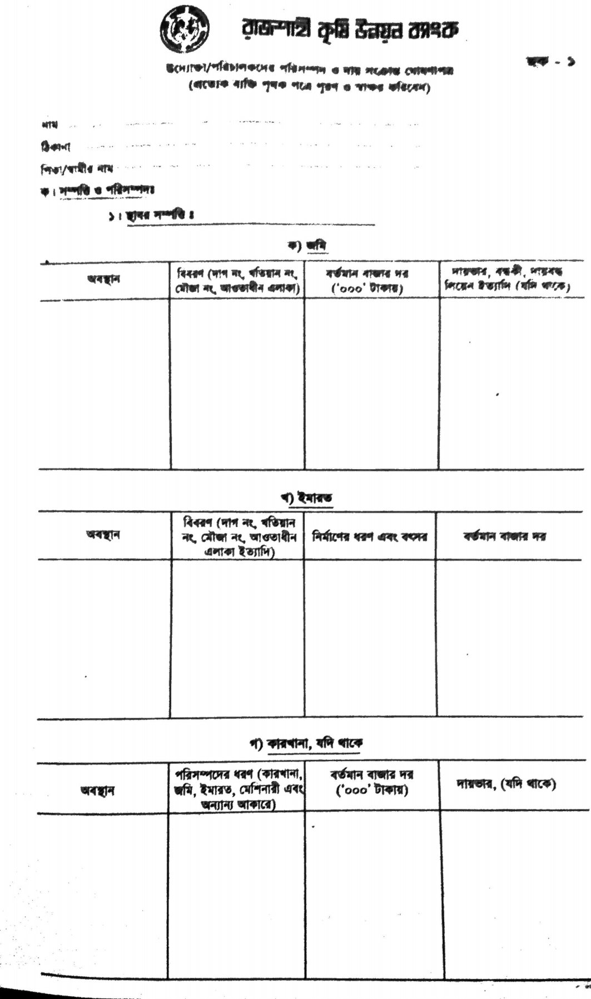 রাজশাহী কৃষি উন্নয়ন ব্যাংক
ছক - ১
উদ্যোক্তা/পরিচালকদের পরিসম্পদ ও দায় সংক্রান্ত ঘোষণাপত্র
(প্রত্যেক ব্যক্তি পৃথক পত্রে পূরণ ও স্বাক্ষর করিবেন)
নাম
ঠিকানা
পিতা/স্বামীর নাম
ক। সম্পত্তি ও পরিসম্পদঃ
১। স্থাবর সম্পত্তি ঃ
ক) জমি
অবস্থান
বিবরণ (দাগ নং, খতিয়ান নং,
মৌজা নং, আওতাধীন এলাকা)
বর্তমান বাজার দর
('০০০' টাকায়)
দায়ভার, বন্ধকী, দায়বদ্ধ
লিয়েন ইত্যাদি (যদি থাকে)
খ) ইমারত
অবস্থান
বিবরণ (দাগ নং, খতিয়ান
নং, মৌজা নং, আওতাধীন
এলাকা ইত্যাদি)
নির্মাণের ধরণ এবং বৎসর
বর্তমান বাজার দর
গ) কারখানা, যদি থাকে
অবস্থান
পরিসম্পদের ধরণ (কারখানা,
জমি, ইমারত, মেশিনারী এবং
অন্যান্য আকারে)
বর্তমান বাজার দর
('০০০' টাকায়)
দায়ভার, (যদি থাকে)